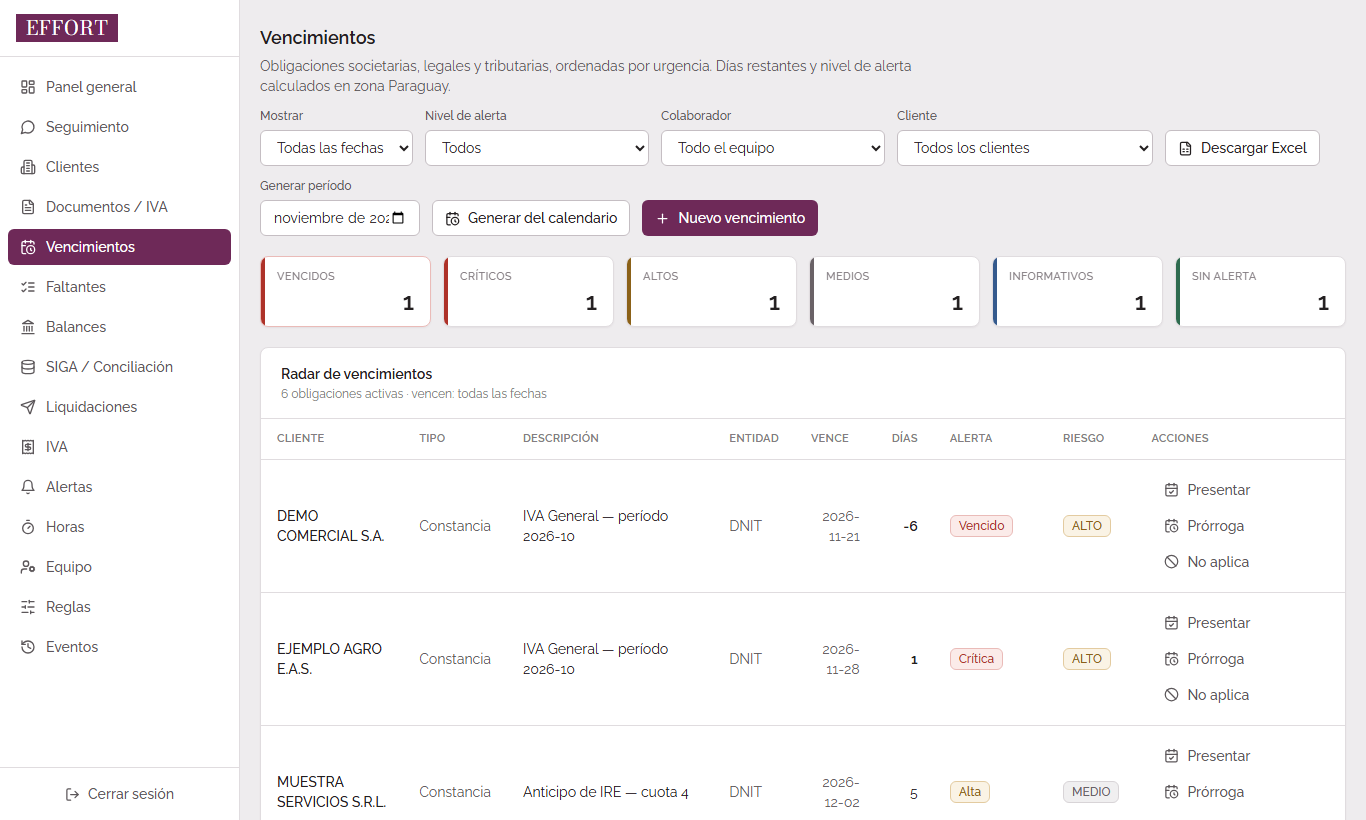 EFFORT
Panel general
Seguimiento
Clientes
Documentos / IVA
Vencimientos
Faltantes
Balances
SIGA / Conciliación
Liquidaciones
IVA
Alertas
Horas
Equipo
Reglas
Eventos
Cerrar sesión
Vencimientos
Obligaciones societarias, legales y tributarias, ordenadas por urgencia. Días restantes y nivel de alerta
calculados en zona Paraguay.
Mostrar Nivel de alerta Colaborador Cliente
Todas las fechas Todos Todo el equipo Todos los clientes Descargar Excel
Generar período
noviembre de 202 Generar del calendario + Nuevo vencimiento
VENCIDOS CRÍTICOS ALTOS MEDIOS INFORMATIVOS SIN ALERTA
1 1 1 1 1 1
Radar de vencimientos
6 obligaciones activas · vencen: todas las fechas
CLIENTE TIPO DESCRIPCIÓN ENTIDAD VENCE DÍAS ALERTA RIESGO ACCIONES
Presentar
DEMO IVA General — período 2026-
Constancia DNIT -6 Vencido ALTO Prórroga
COMERCIAL S.A. 2026-10 11-21
No aplica
Presentar
EJEMPLO AGRO IVA General — período 2026-
Constancia DNIT 1 Crítica ALTO Prórroga
E.A.S. 2026-10 11-28
No aplica
Presentar
MUESTRA 2026-
Constancia Anticipo de IRE — cuota 4 DNIT 5 Alta MEDIO Prórroga
SERVICIOS S.R.L. 12-02